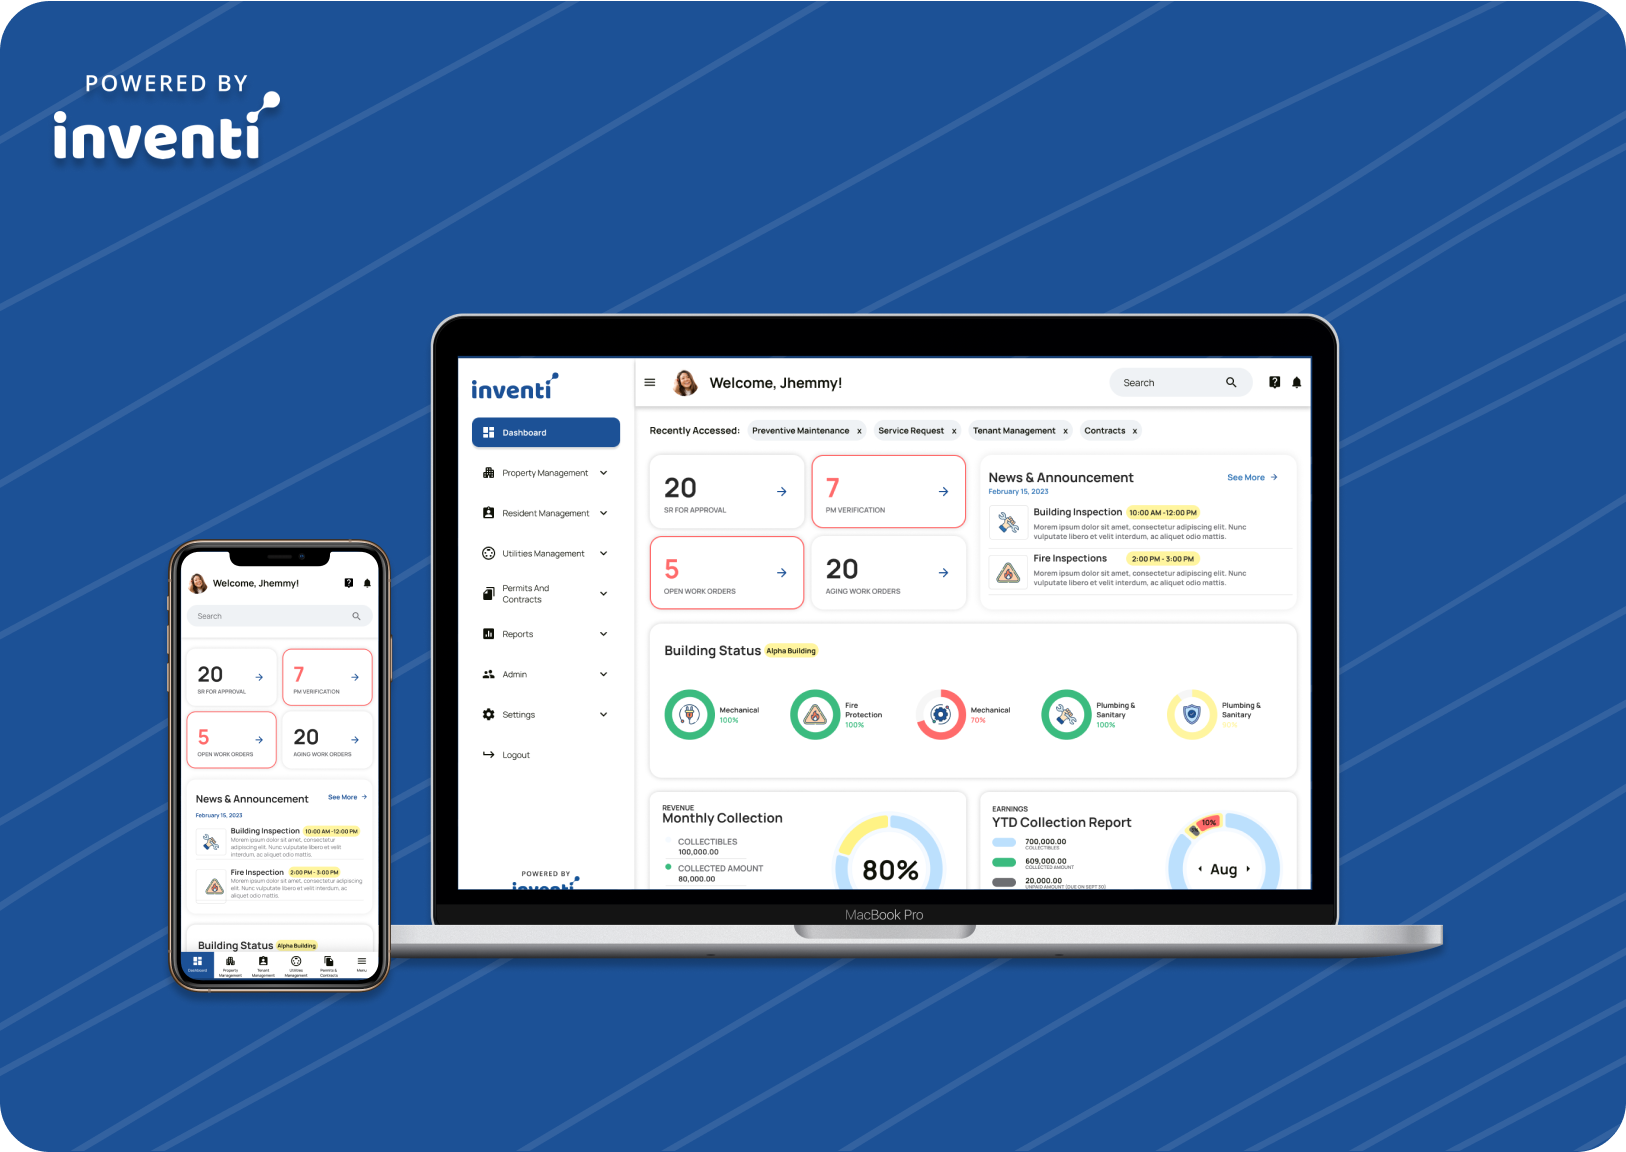 POWERED BY
inventi
inventi
Welcome, Jhemmy!
Search
Dashboard
Property Management
Resident Management
Utilities Management
Permits And
Contracts
Reports
Admin
Settings
Logout
POWERED BY
inventi
Recently Accessed:
Preventive Maintenance x
Service Request x
Tenant Management x
Contracts x
20
SR FOR APPROVAL
7
PM VERIFICATION
5
OPEN WORK ORDERS
20
AGING WORK ORDERS
News & Announcement
See More
February 15, 2023
Building Inspection 10:00 AM -12:00 PM
Morem ipsum dolor sit amet, consectetur adipiscing elit. Nunc
vulputate libero et velit interdum, ac aliquet odio mattis.
Fire Inspections 2:00 PM - 3:00 PM
Morem ipsum dolor sit amet, consectetur adipiscing elit. Nunc
vulputate libero et velit interdum, ac aliquet odio mattis.
Building Status Alpha Building
Mechanical
100%
Fire
Protection
100%
Mechanical
70%
Plumbing &
Sanitary
100%
Plumbing &
Sanitary
REVENUE
Monthly Collection
COLLECTIBLES
100,000.00
COLLECTED AMOUNT
80,000.00
80%
EARNINGS
YTD Collection Report
700,000.00
COLLECTIBLES
609,000.00
COLLECTED AMOUNT
20,000.00
UNPAID AMOUNT (DUE ON SEPT 30)
10%
Aug
MacBook Pro
Welcome, Jhemmy!
Search
20
SR FOR APPROVAL
7
PM VERIFICATION
5
OPEN WORK ORDERS
20
AGING WORK ORDERS
News & Announcement
See More
February 15, 2023
Building Inspection 10:00 AM -12:00 PM
Morem ipsum dolor sit amet, consectetur
adipiscing elit. Nunc vulputate libero et velit
interdum, ac aliquet odio mattis.
Fire Inspection 2:00 PM - 3:00 PM
Morem ipsum dolor sit amet, consectetur adipiscing
elit. Nunc vulputate libero et velit interdum, ac
aliquet odio mattis.
Building Status Alpha Building
Dashboard
Property
Management
Tenant
Management
Utilities
Management
Permits &
Contracts
Menu